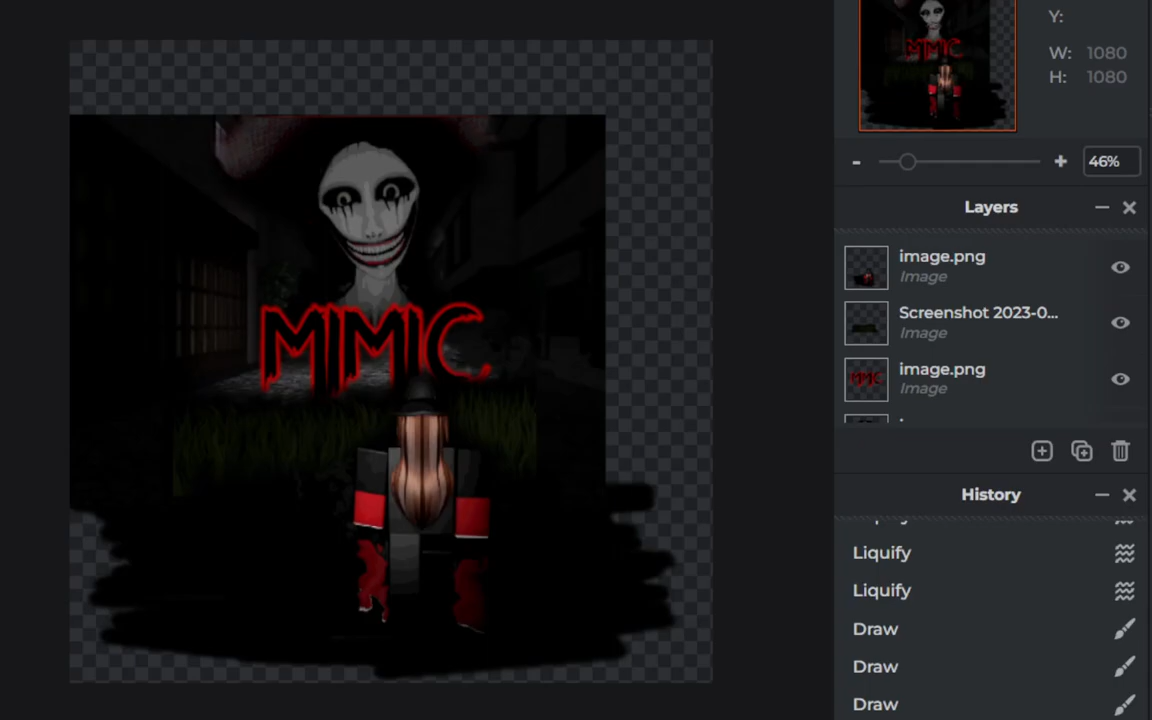 Y:
W: 1080
H: 1080
- + 46%
Layers
image.png
Image
Screenshot 2023-0...
Image
image.png
Image
MIMIC
MIMIC
History
Liquify
Liquify
Draw
Draw
Draw